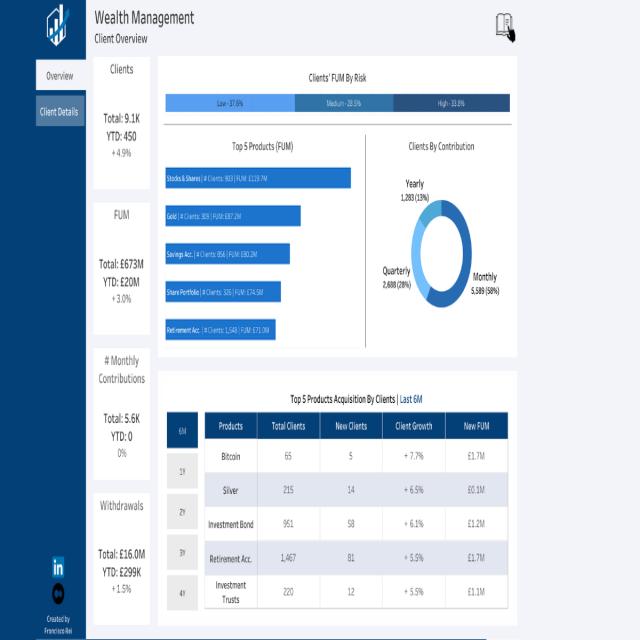 Wealth Management
Client Overview
Overview
Client Details
Clients
Total: 9.1K
YTD: 450
+ 4.9%
FUM
Total: £673M
YTD: £20M
+ 3.0%
# Monthly
Contributions
Total: 5.6K
YTD: 0
0%
Withdrawals
Total: £16.0M
YTD: £299K
+ 1.5%
Clients' FUM By Risk
Low - 37.6% Medium - 28.5% High - 33.8%
Top 5 Products (FUM)
Stocks & Shares | # Clients: 903 | FUM: £119.7M
Gold | # Clients: 309 | FUM: £87.2M
Savings Acc. | # Clients: 856 | FUM: £80.2M
Share Portfolio | # Clients: 326 | FUM: £74.5M
Retirement Acc. | # Clients: 1,548 | FUM: £71.0M
Clients By Contribution
Yearly
1,283 (13%)
Quarterly
2,688 (28%)
Monthly
5,589 (58%)
Top 5 Products Acquisition By Clients | Last 6M
6M
1Y
2Y
3Y
4Y
Products Total Clients New Clients Client Growth New FUM
Bitcoin 65 5 + 7.7% £1.7M
Silver 215 14 + 6.5% £0.1M
Investment Bond 951 58 + 6.1% £1.2M
Retirement Acc. 1,467 81 + 5.5% £1.7M
Investment
Trusts 220 12 + 5.5% £1.1M
in
Created by
Francisco Rei